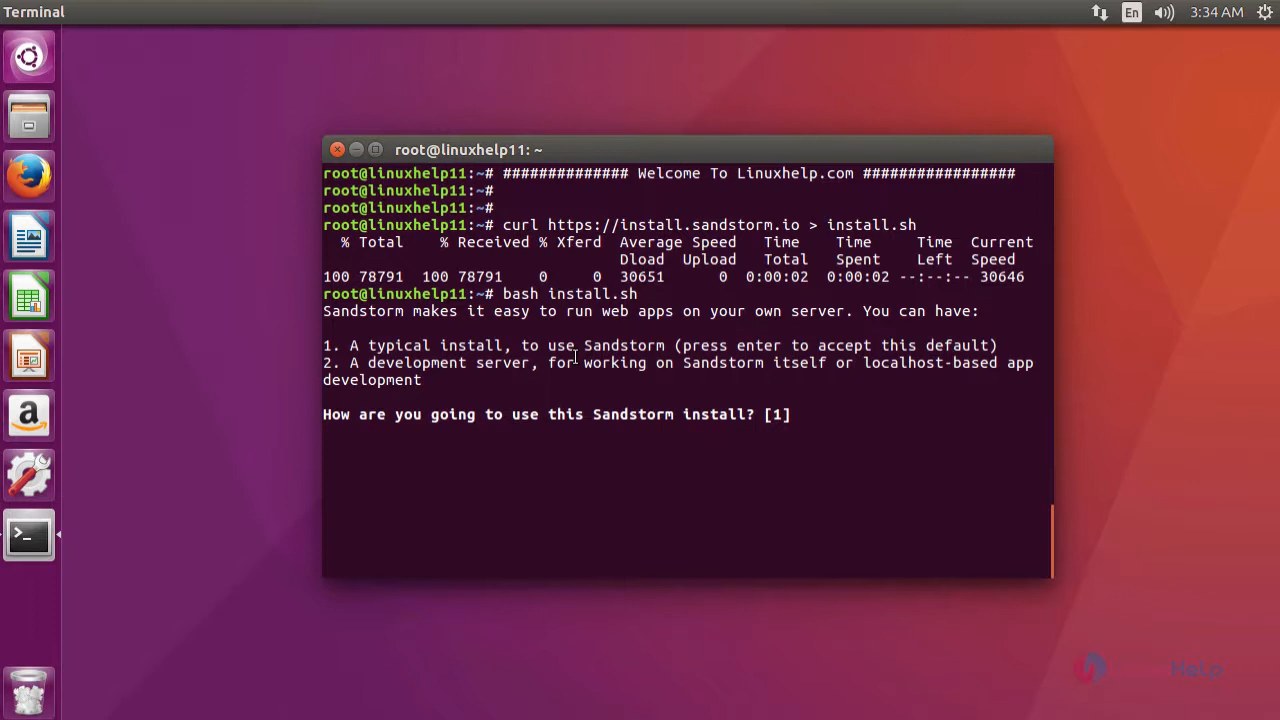 Terminal
En
3:34 AM
root@linuxhelp11: ~
root@linuxhelp11:~# ############## Welcome To Linuxhelp.com #################
root@linuxhelp11:~#
root@linuxhelp11:~#
root@linuxhelp11:~# curl https://install.sandstorm.io > install.sh
% Total % Received % Xferd Average Speed Time Time Time Current
Dload Upload Total Spent Left Speed
100 78791 100 78791 0 0 30651 0 0:00:02 0:00:02 --:--:-- 30646
root@linuxhelp11:~# bash install.sh
Sandstorm makes it easy to run web apps on your own server. You can have:
1. A typical install, to use Sandstorm (press enter to accept this default)
2. A development server, for working on Sandstorm itself or localhost-based app
development
How are you going to use this Sandstorm install? [1]
Help